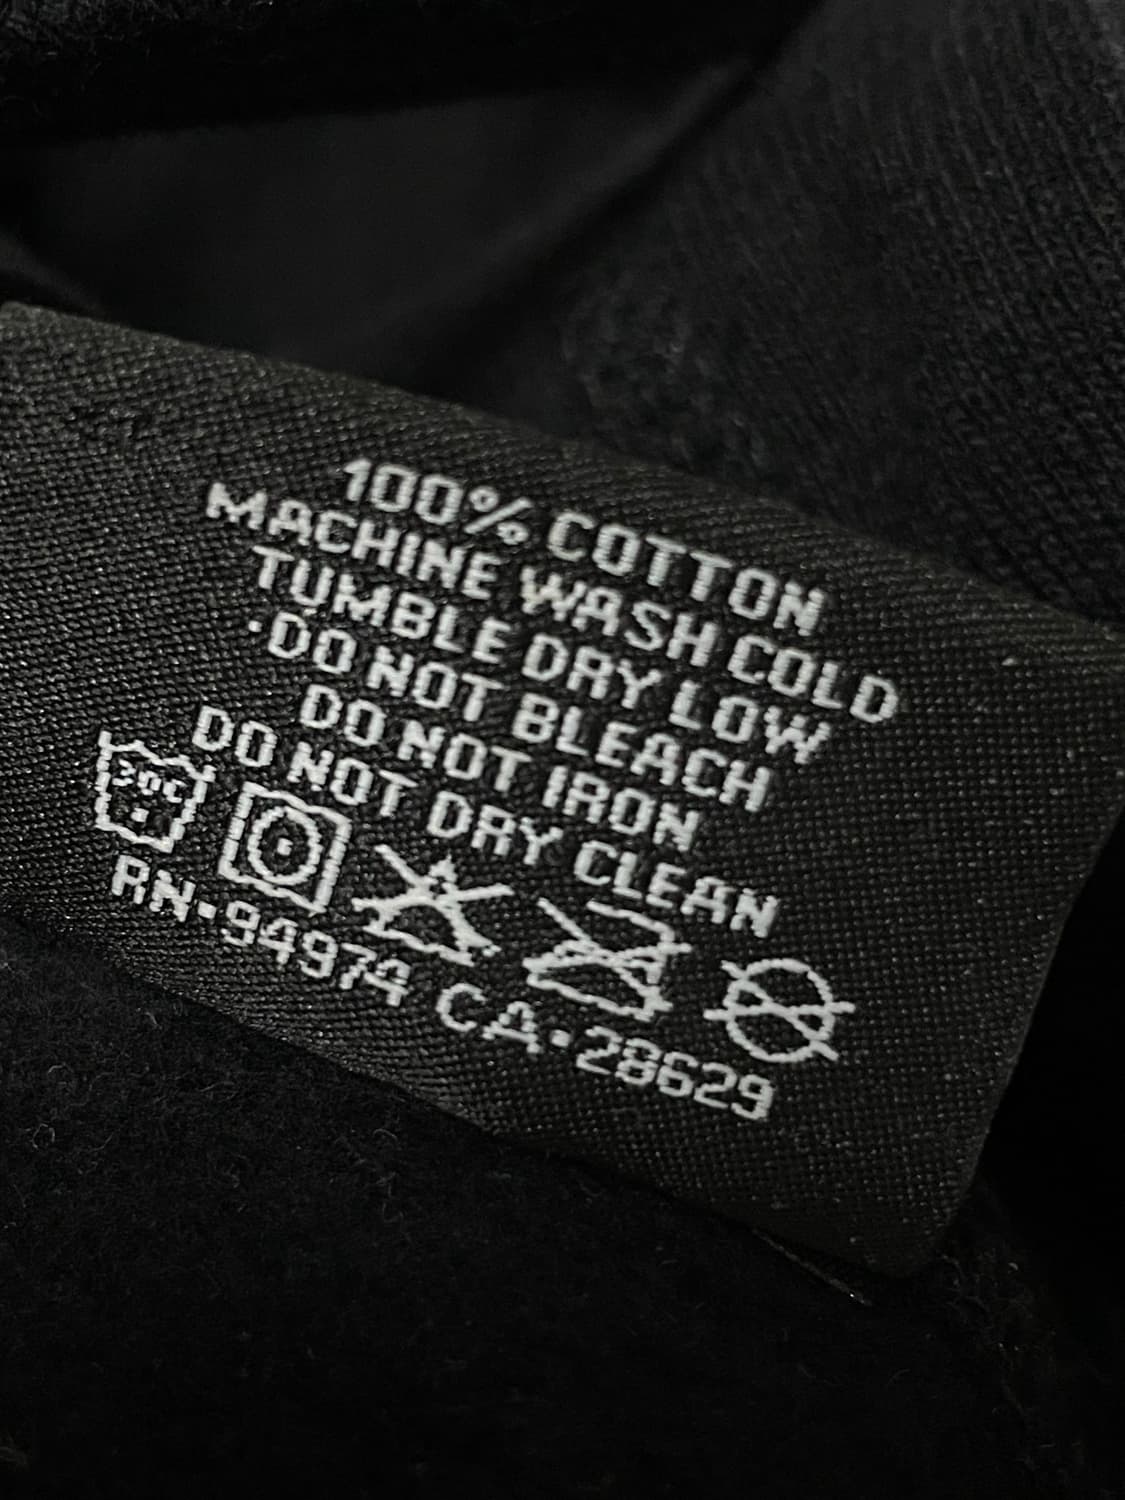 100% COTTON
MACHINE WASH COLD
TUMBLE DRY LOW
·DO NOT BLEACH
DO NOT IRON
DO NOT DRY CLEAN
RN·94974 CA·28629